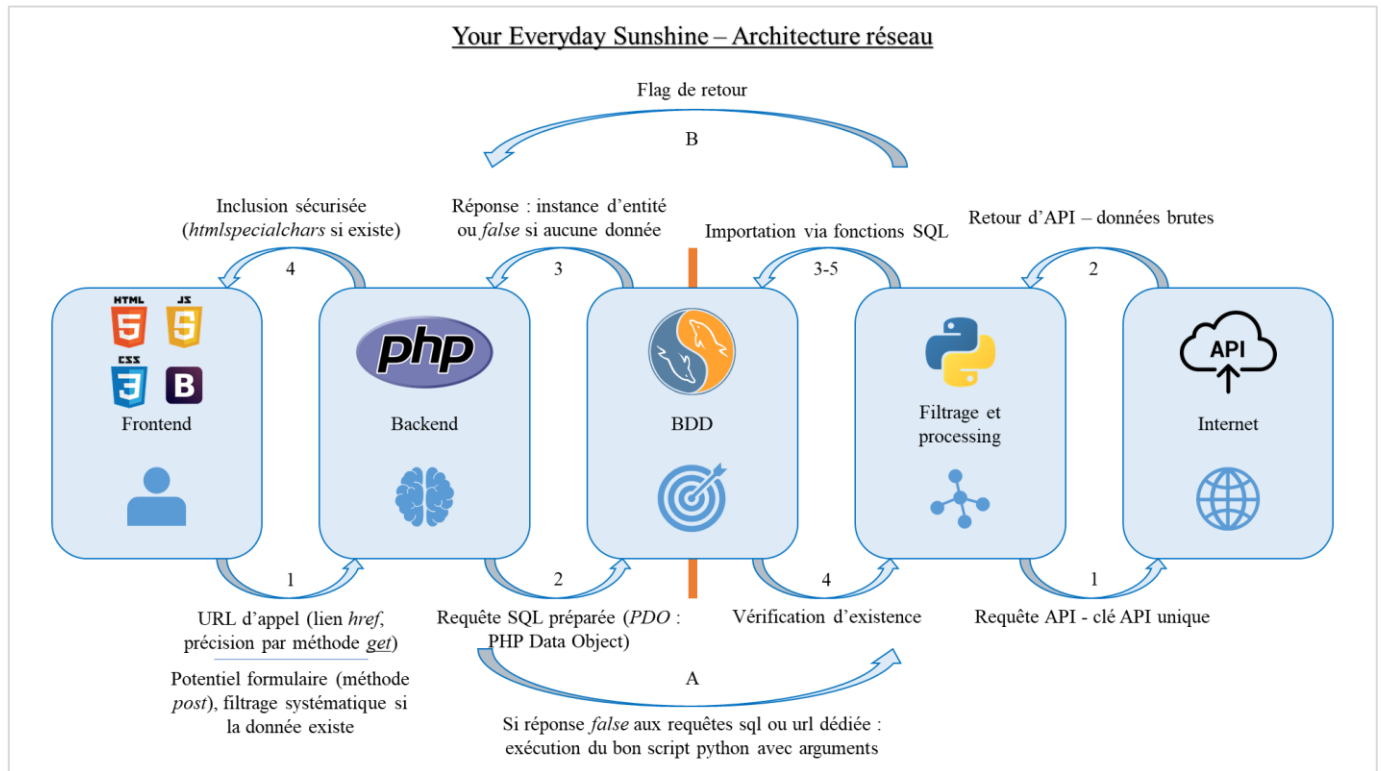 Your Everyday Sunshine – Architecture réseau
Flag de retour
B
Inclusion sécurisée
(htmlspecialchars si existe)
4
Réponse : instance d’entité
ou false si aucune donnée
3
Importation via fonctions SQL
3-5
Retour d’API – données brutes
2
HTML
5
JS
CSS
3
B
Frontend
php
Backend
BDD
Filtrage et
processing
API
Internet
1
URL d’appel (lien href,
précision par méthode get)
Potentiel formulaire (méthode
post), filtrage systématique si
la donnée existe
2
Requête SQL préparée (PDO :
PHP Data Object)
4
Vérification d’existence
1
Requête API - clé API unique
A
Si réponse false aux requêtes sql ou url dédiée :
exécution du bon script python avec arguments